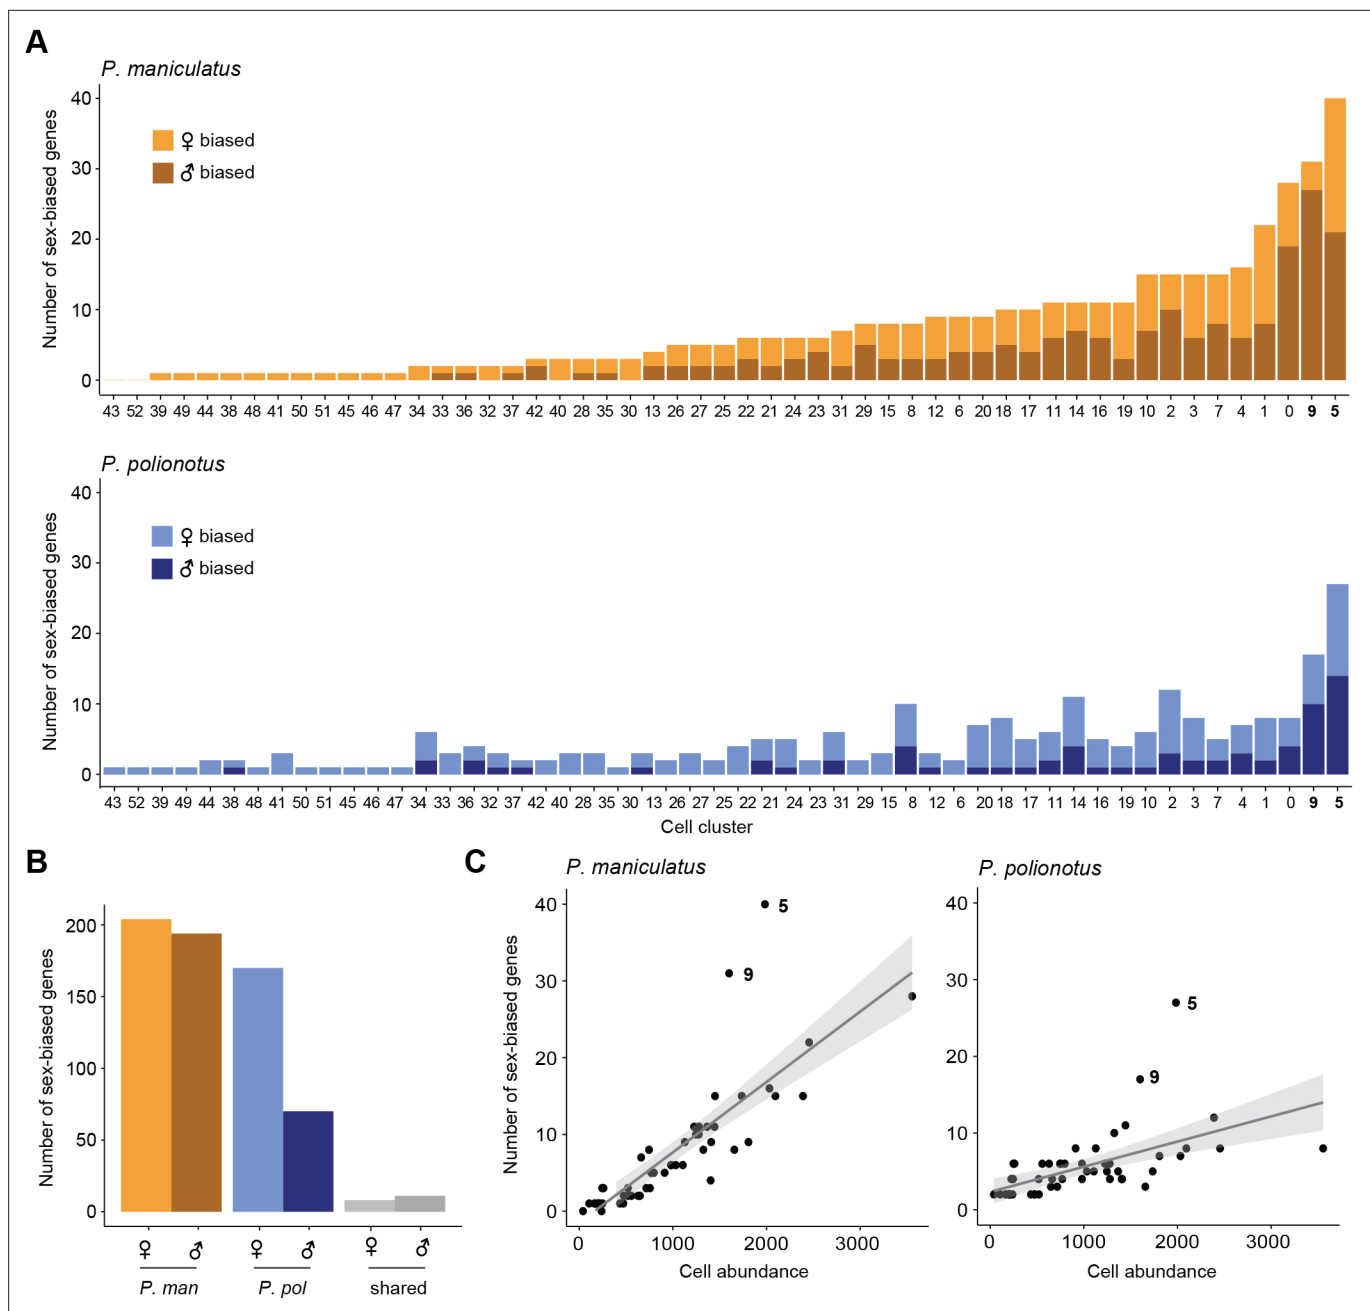 A
P. maniculatus
Number of sex-biased genes
40
30
20
10
0
♀ biased
♂ biased
43 52 39 49 44 38 48 41 50 51 45 46 47 34 33 36 32 37 42 40 28 35 30 13 26 27 25 22 21 24 23 31 29 15 8 12 6 20 18 17 11 14 16 19 10 2 3 7 4 1 0 9 5
P. polionotus
Number of sex-biased genes
40
30
20
10
0
♀ biased
♂ biased
43 52 39 49 44 38 48 41 50 51 45 46 47 34 33 36 32 37 42 40 28 35 30 13 26 27 25 22 21 24 23 31 29 15 8 12 6 20 18 17 11 14 16 19 10 2 3 7 4 1 0 9 5
Cell cluster
B
Number of sex-biased genes
200
150
100
50
0
♀ ♂ ♀ ♂ ♀ ♂
P. man P. pol shared
C
P. maniculatus
Number of sex-biased genes
40
30
20
10
0
5
9
0 1000 2000 3000
Cell abundance
P. polionotus
40
30
20
10
0
5
9
0 1000 2000 3000
Cell abundance